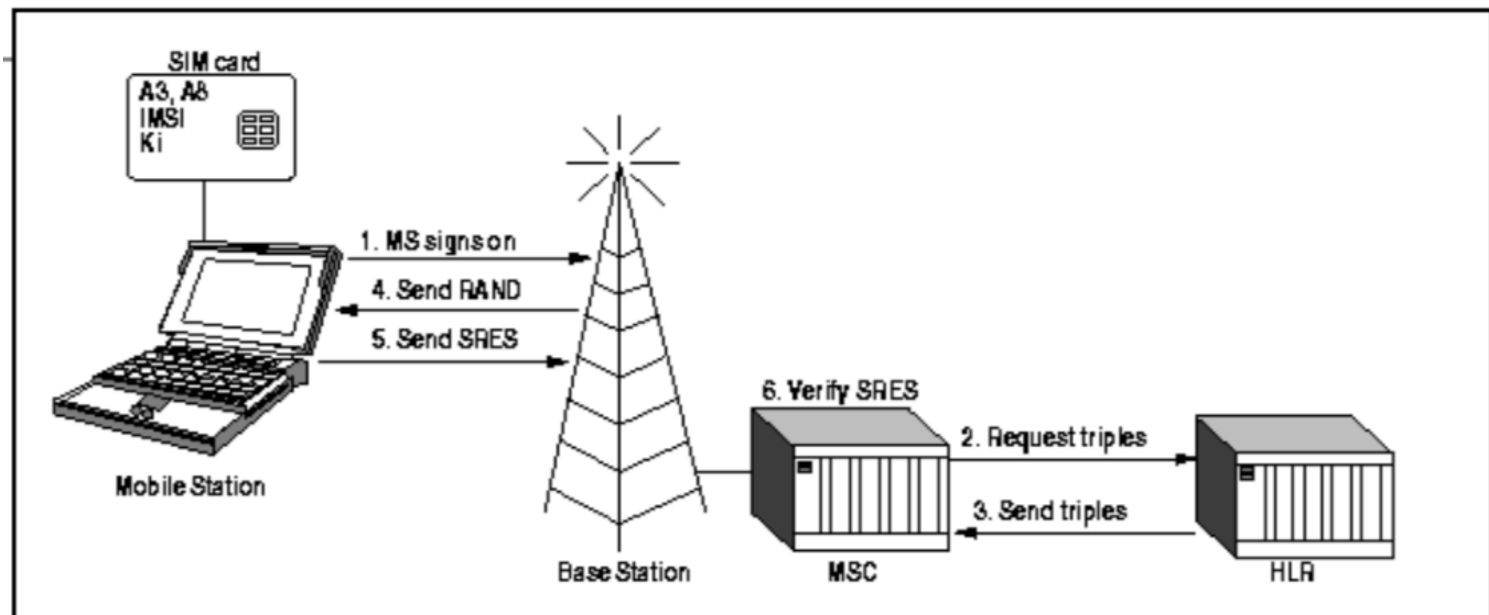 SIM card
A3, A8
IMSI
Ki
1. MS signs on
4. Send RAND
5. Send SRES
6. Verify SRES
2. Request triples
3. Send triples
Mobile Station
Base Station
MSC
HLR